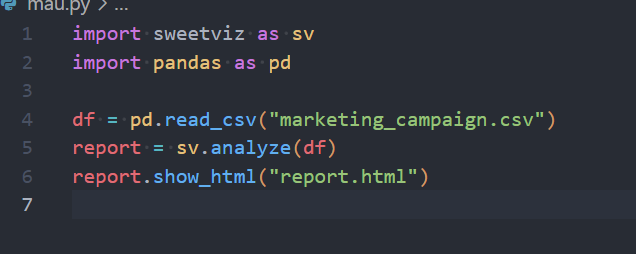 mau.py > ...
1 import sweetviz as sv
2 import pandas as pd
3
4 df = pd.read_csv("marketing_campaign.csv")
5 report = sv.analyze(df)
6 report.show_html("report.html")
7